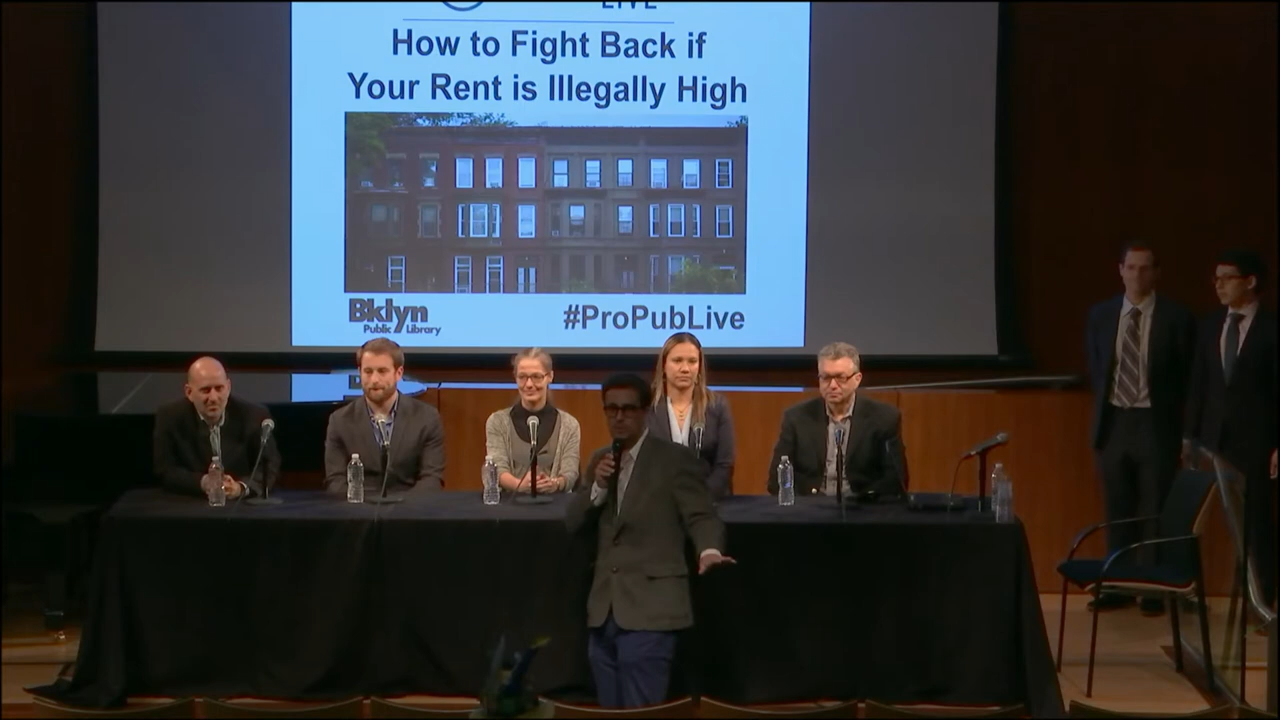 LIVE
How to Fight Back if
Your Rent is Illegally High
Bklyn
Public Library
#ProPubLive